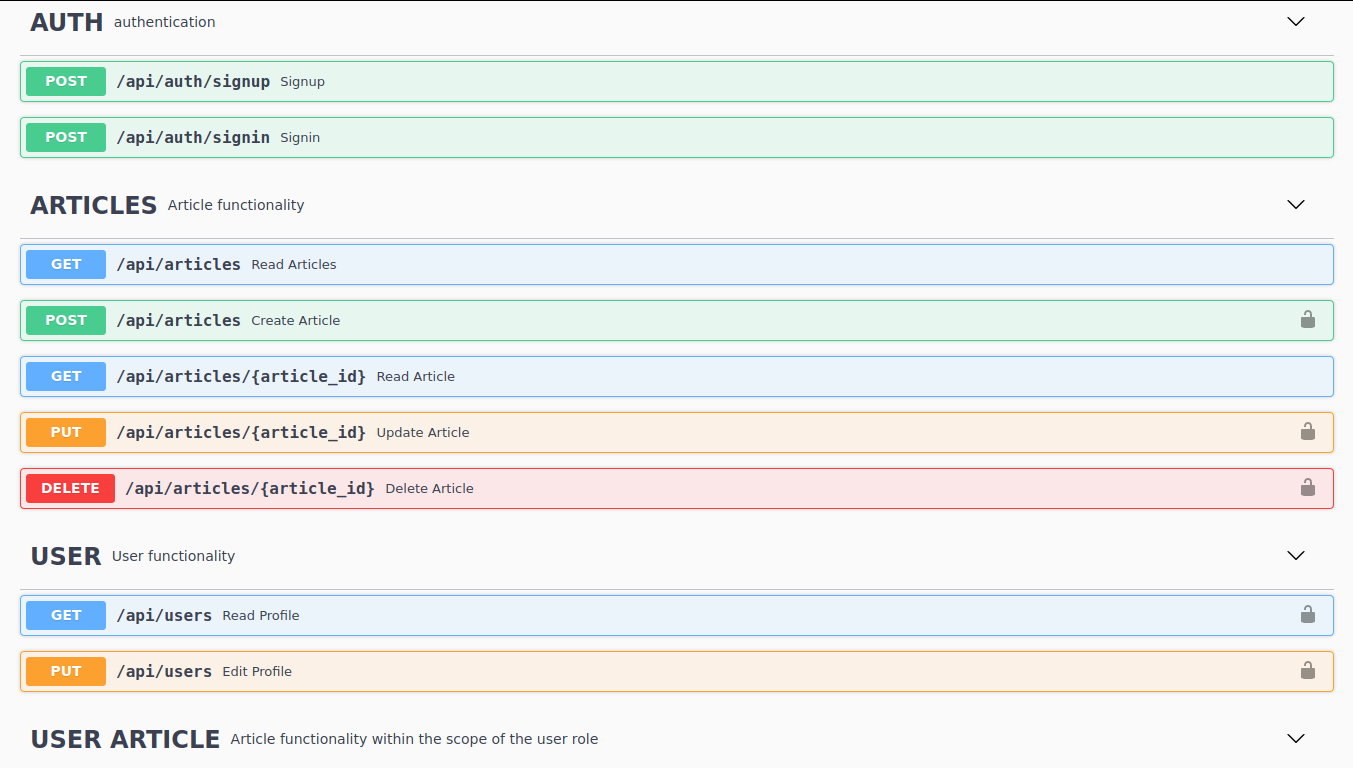 AUTH authentication
POST /api/auth/signup Signup
POST /api/auth/signin Signin
ARTICLES Article functionality
GET /api/articles Read Articles
POST /api/articles Create Article
GET /api/articles/{article_id} Read Article
PUT /api/articles/{article_id} Update Article
DELETE /api/articles/{article_id} Delete Article
USER User functionality
GET /api/users Read Profile
PUT /api/users Edit Profile
USER ARTICLE Article functionality within the scope of the user role